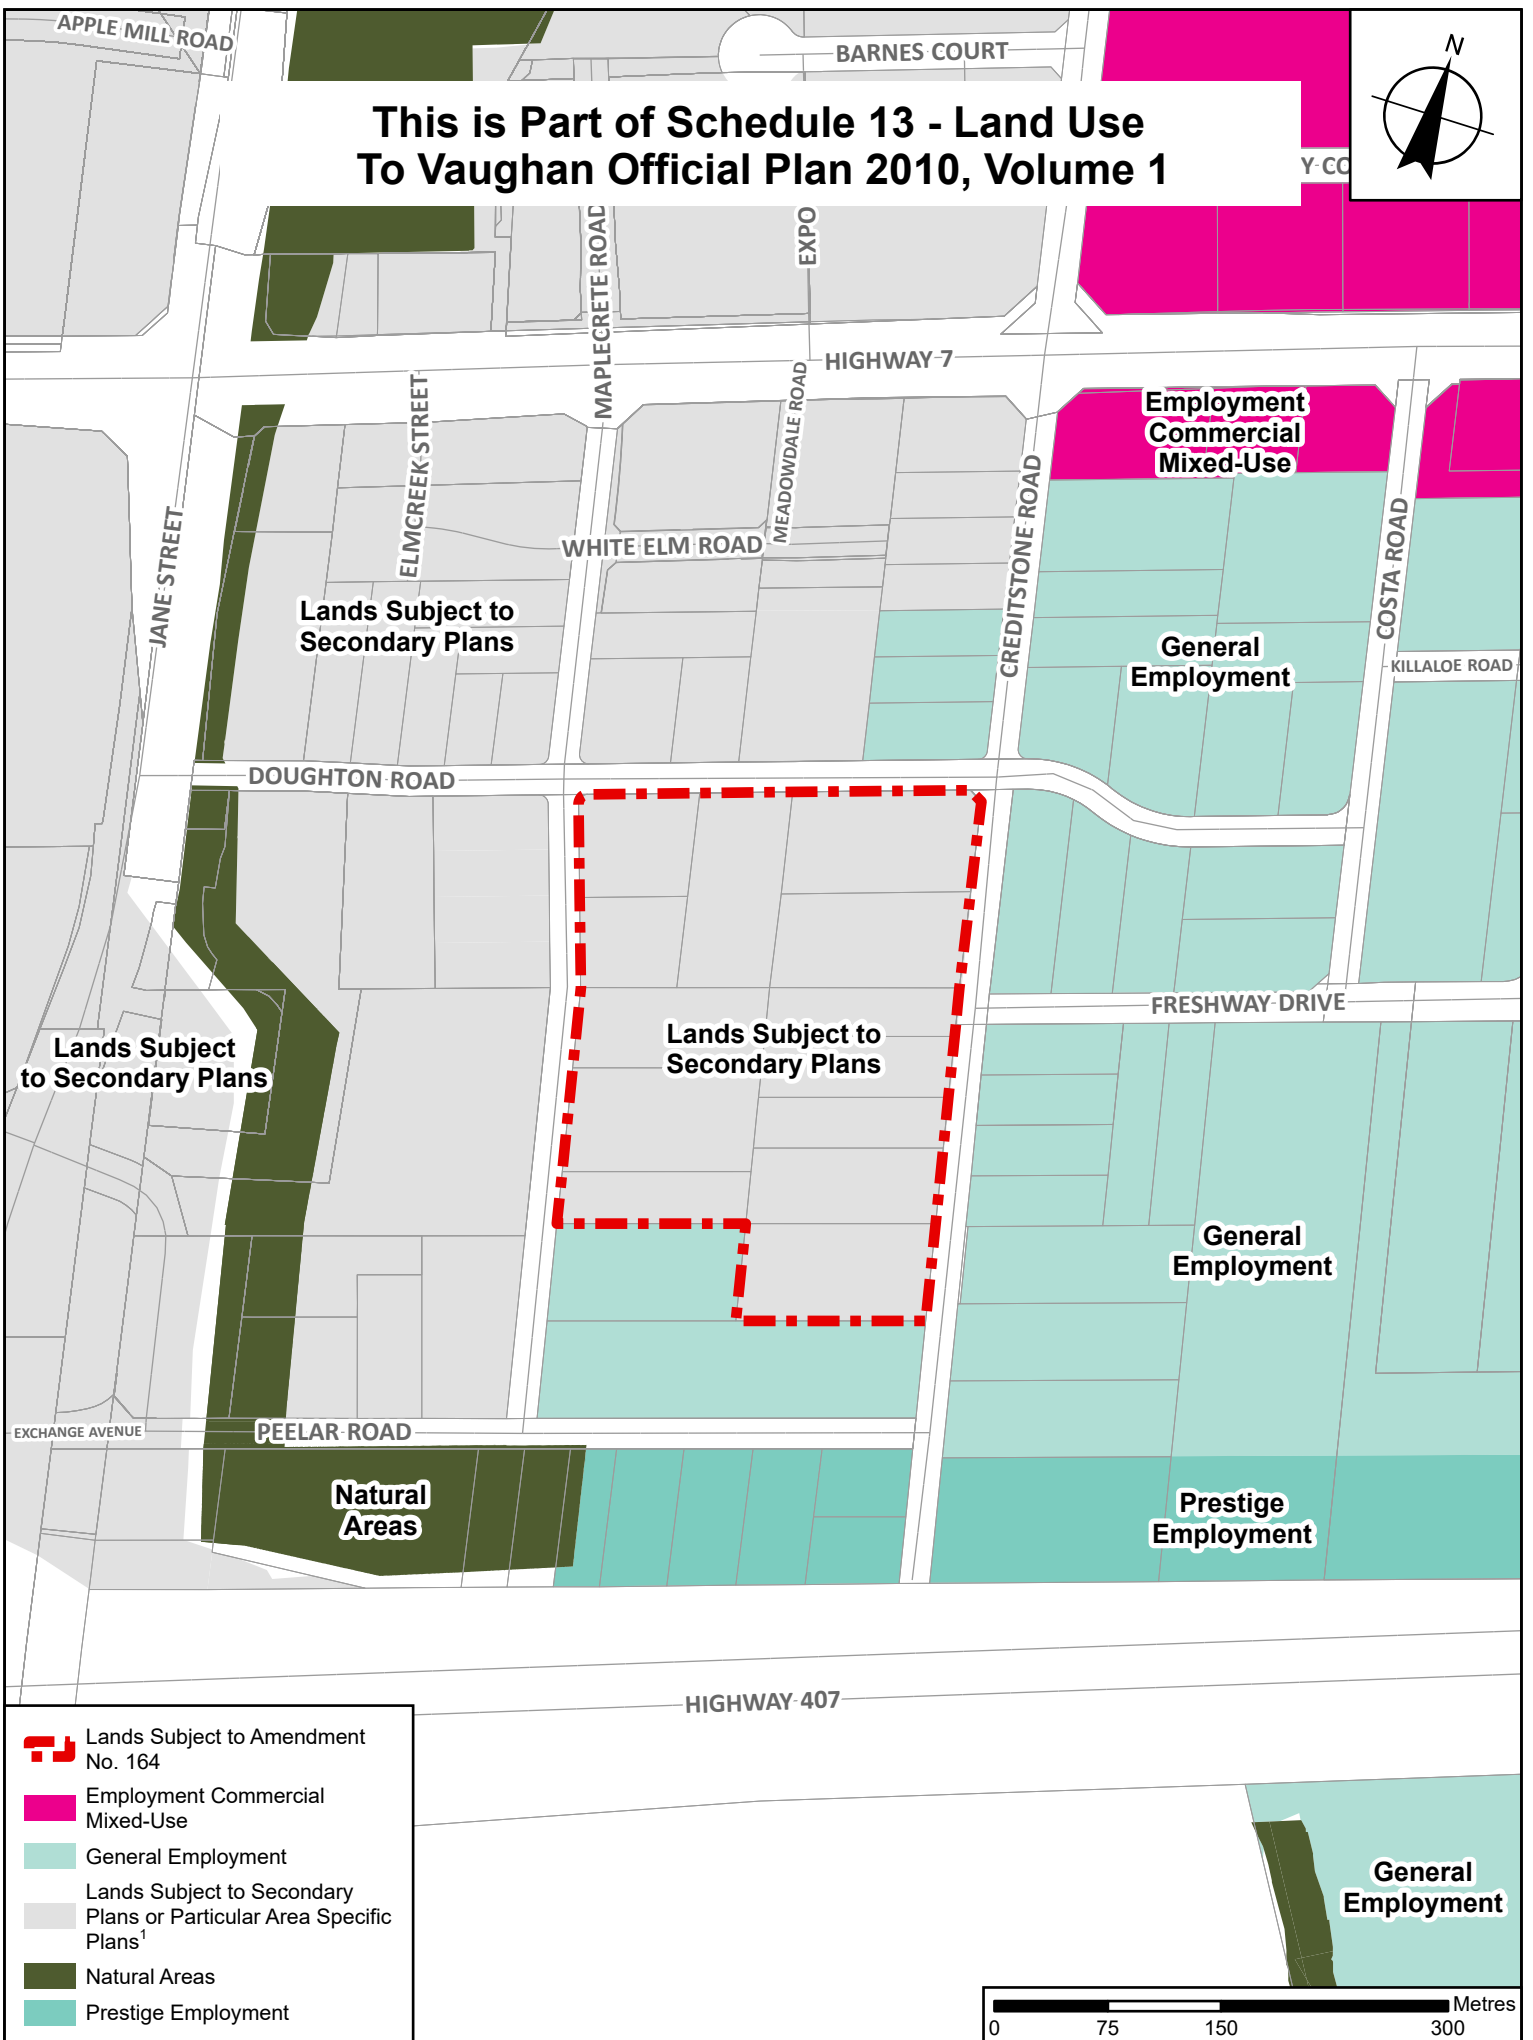 APPLE MILL ROAD
BARNES COURT
N
This is Part of Schedule 13 - Land Use
To Vaughan Official Plan 2010, Volume 1
Y CO
MAPLECRETE ROAD
EXPO
HIGHWAY 7
ELMCREEK STREET
MEADOWDALE ROAD
Employment
Commercial
Mixed-Use
JANE STREET
WHITE ELM ROAD
CREDITSTONE ROAD
COSTA ROAD
Lands Subject to
Secondary Plans
General
Employment
KILLALOE ROAD
DOUGHTON ROAD
FRESHWAY DRIVE
Lands Subject
to Secondary Plans
Lands Subject to
Secondary Plans
General
Employment
EXCHANGE AVENUE
PEELAR ROAD
Natural
Areas
Prestige
Employment
HIGHWAY 407
General
Employment
Lands Subject to Amendment
No. 164
Employment Commercial
Mixed-Use
General Employment
Lands Subject to Secondary
Plans or Particular Area Specific
Plans¹
Natural Areas
Prestige Employment
Metres
0 75 150 300